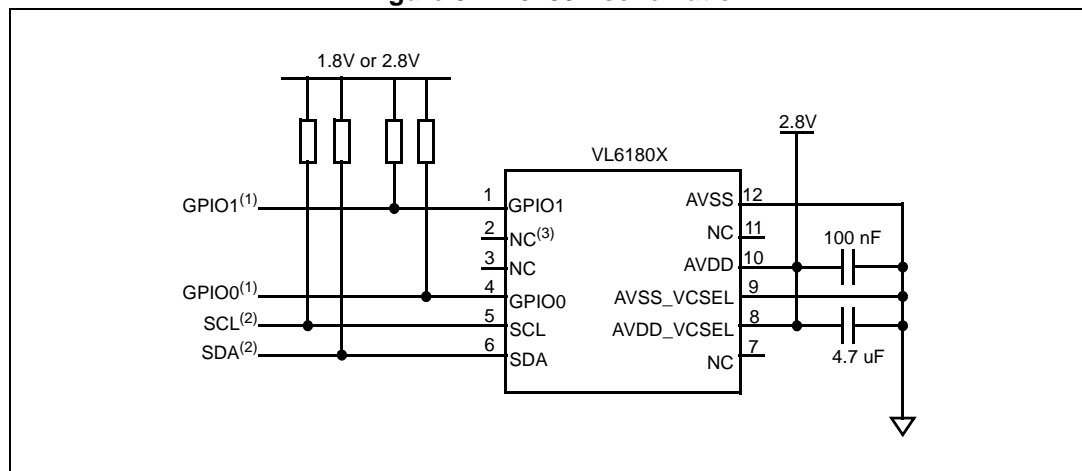 1.8V or 2.8V
2.8V
VL6180X
GPIO1(1)
1
GPIO1
AVSS
12
2
NC(3)
NC
11
100 nF
3
NC
AVDD
10
GPIO0(1)
4
GPIO0
AVSS_VCSEL
9
SCL(2)
5
SCL
AVDD_VCSEL
8
SDA(2)
6
SDA
NC
7
4.7 uF